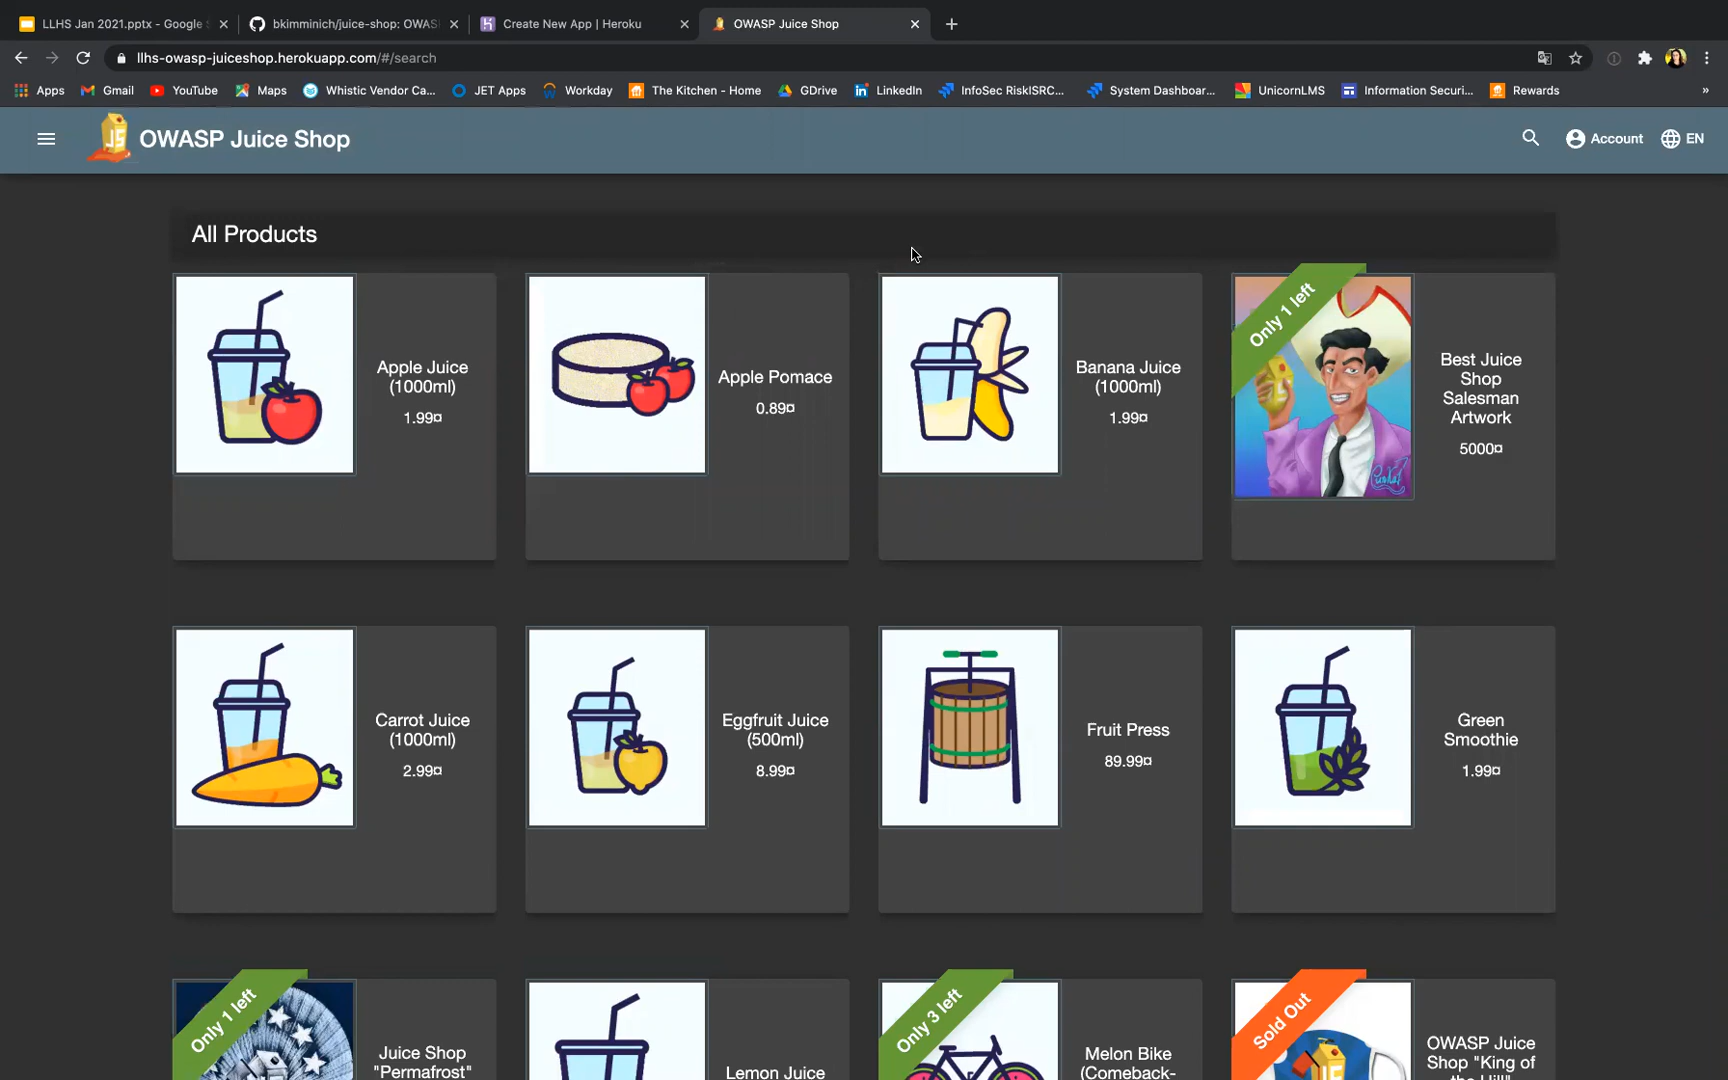 LLHS Jan 2021.pptx - Google
bkimminich/juice-shop: OWAS
Create New App | Heroku
OWASP Juice Shop
llhs-owasp-juiceshop.herokuapp.com/#/search
Apps
Gmail
YouTube
Maps
Whistic Vendor Ca...
JET Apps
Workday
The Kitchen - Home
GDrive
LinkedIn
InfoSec RiskISRC...
System Dashboar...
UnicornLMS
Information Securi...
Rewards
»
JS
OWASP Juice Shop
Account
EN
All Products
Apple Juice
(1000ml)
1.99¤
Apple Pomace
0.89¤
Banana Juice
(1000ml)
1.99¤
Only 1 left
Best Juice
Shop
Salesman
Artwork
5000¤
Carrot Juice
(1000ml)
2.99¤
Eggfruit Juice
(500ml)
8.99¤
Fruit Press
89.99¤
Green
Smoothie
1.99¤
Only 1 left
Juice Shop
"Permafrost"
Lemon Juice
Only 3 left
Melon Bike
(Comeback-
Sold Out
OWASP Juice
Shop "King of
the Hill"